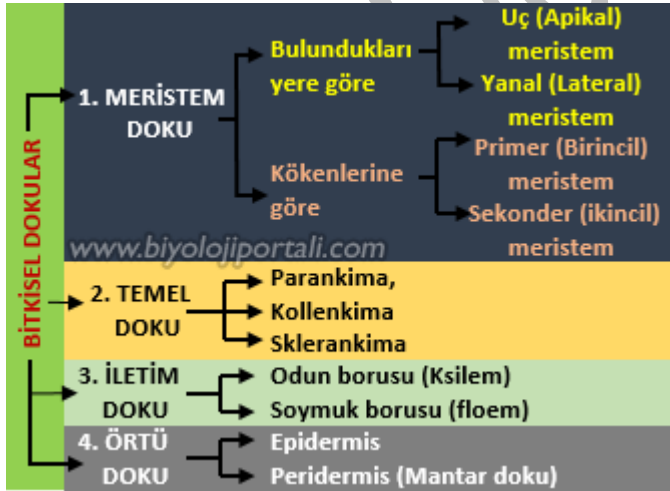 BİTKİSEL DOKULAR
1. MERİSTEM
DOKU
Bulundukları
yere göre
Uç (Apikal)
meristem
Yanal (Lateral)
meristem
Kökenlerine
göre
Primer (Birincil)
meristem
Sekonder (ikincil)
meristem
www.biyolojiportali.com
2. TEMEL
DOKU
Parankima,
Kollenkima
Sklerankima
3. İLETİM
DOKU
Odun borusu (Ksilem)
Soymuk borusu (floem)
4. ÖRTÜ
DOKU
Epidermis
Peridermis (Mantar doku)